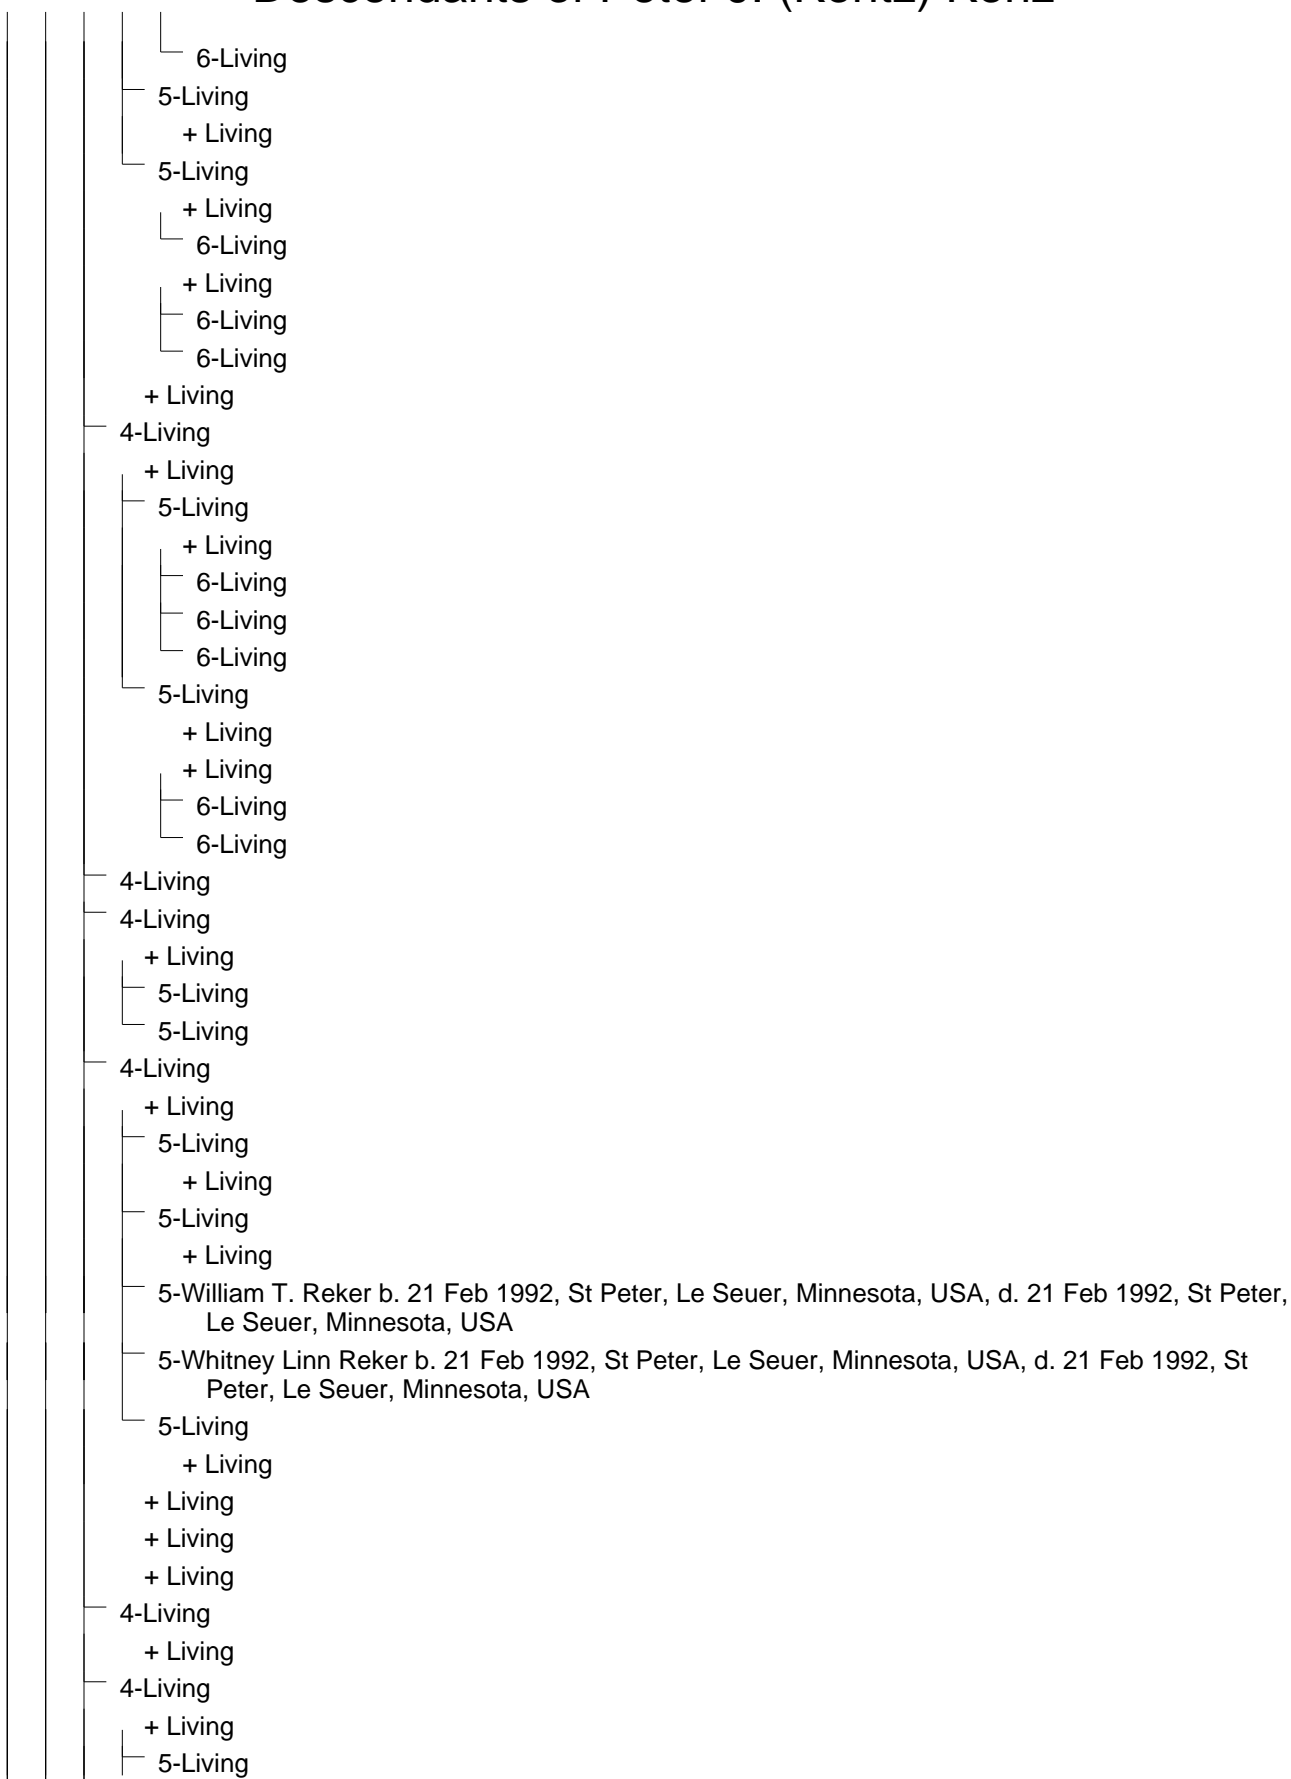 Descendants of Peter J. (Rentz) Renz
6-Living
5-Living
+ Living
5-Living
+ Living
6-Living
+ Living
6-Living
6-Living
+ Living
4-Living
+ Living
5-Living
+ Living
6-Living
6-Living
6-Living
5-Living
+ Living
+ Living
6-Living
6-Living
4-Living
4-Living
+ Living
5-Living
5-Living
4-Living
+ Living
5-Living
+ Living
5-Living
+ Living
5-William T. Reker b. 21 Feb 1992, St Peter, Le Seuer, Minnesota, USA, d. 21 Feb 1992, St Peter,
Le Seuer, Minnesota, USA
5-Whitney Linn Reker b. 21 Feb 1992, St Peter, Le Seuer, Minnesota, USA, d. 21 Feb 1992, St
Peter, Le Seuer, Minnesota, USA
5-Living
+ Living
+ Living
+ Living
+ Living
4-Living
+ Living
4-Living
+ Living
5-Living